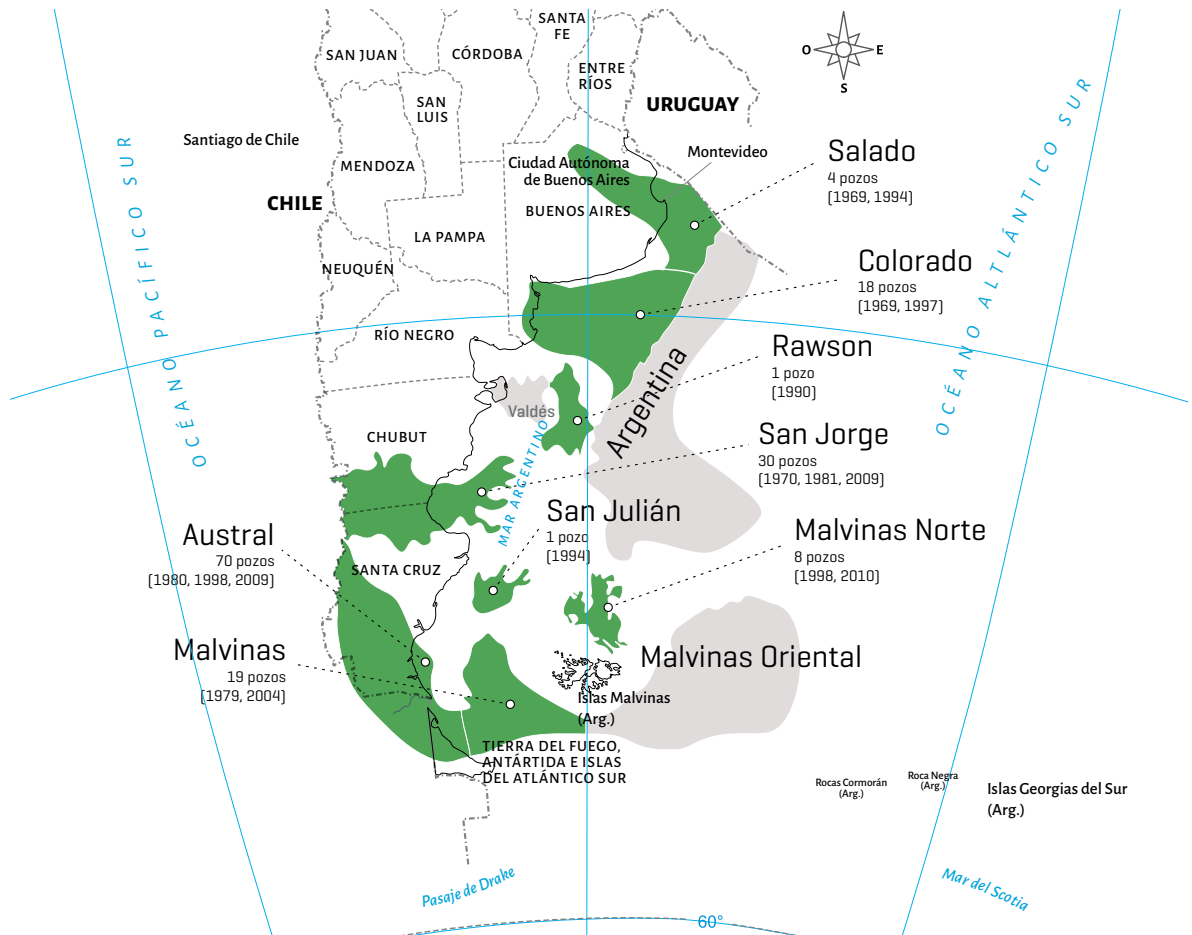 SANTA
FE
SAN JUAN
CÓRDOBA
ENTRE
RÍOS
O
E
S
SAN
LUIS
URUGUAY
Santiago de Chile
MENDOZA
Ciudad Autónoma
de Buenos Aires
Montevideo
Salado
4 pozos
(1969, 1994)
CHILE
BUENOS AIRES
LA PAMPA
NEUQUÉN
Colorado
18 pozos
(1969, 1997)
OCÉANO PACÍFICO SUR
OCÉANO ALTLÁNTICO SUR
RÍO NEGRO
Rawson
1 pozo
(1990)
Argentina
Valdés
CHUBUT
MAR ARGENTINO
San Jorge
30 pozos
(1970, 1981, 2009)
San Julián
1 pozo
(1994)
Austral
70 pozos
(1980, 1998, 2009)
Malvinas Norte
8 pozos
(1998, 2010)
SANTA CRUZ
Malvinas
19 pozos
(1979, 2004)
Malvinas Oriental
Islas Malvinas
(Arg.)
TIERRA DEL FUEGO,
ANTÁRTIDA E ISLAS
DEL ATLÁNTICO SUR
Rocas Cormorán
(Arg.)
Roca Negra
(Arg.)
Islas Georgias del Sur
(Arg.)
Pasaje de Drake
Mar del Scotia
60°